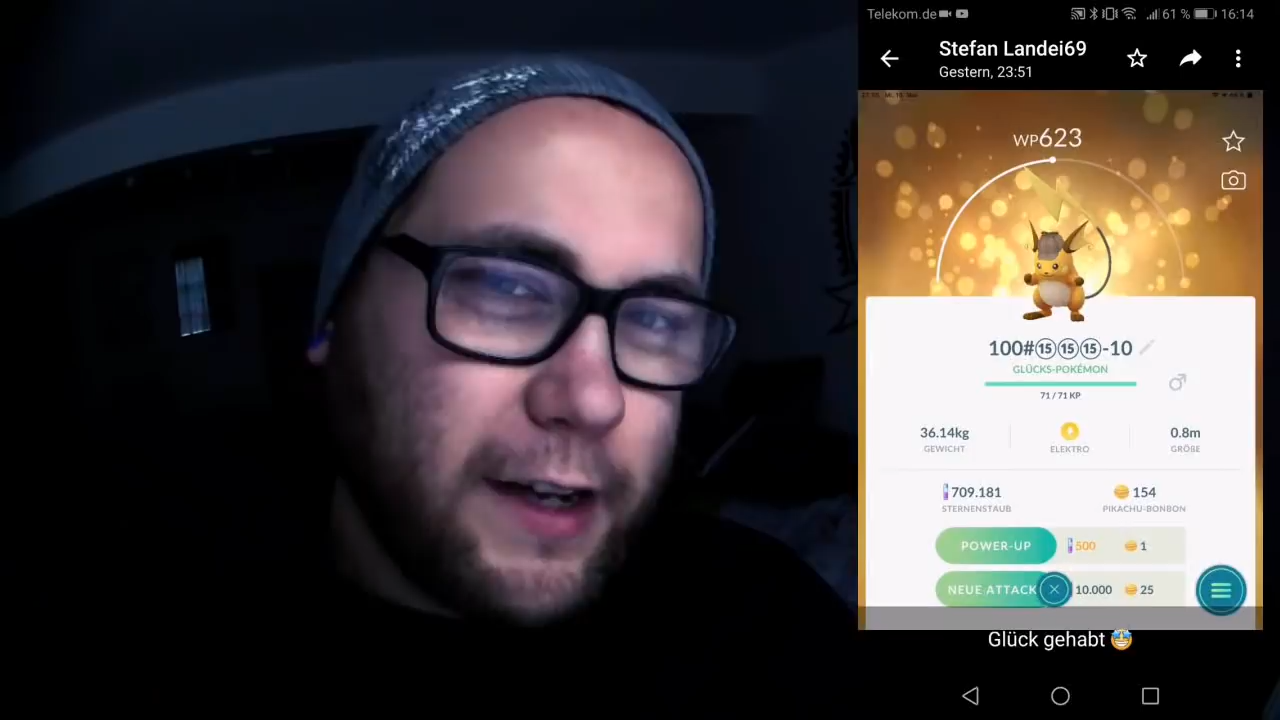 Telekom.de 61 % 16:14
Stefan Landei69
Gestern, 23:51
WP623
100#⑮⑮⑮-10
GLÜCKS-POKÉMON
71 / 71 KP
36.14kg ELEKTRO 0.8m
GEWICHT GRÖßE
709.181 154
STERNENSTAUB PIKACHU-BONBON
POWER-UP 500 1
NEUE ATTACK 10.000 25
Glück gehabt 🤩